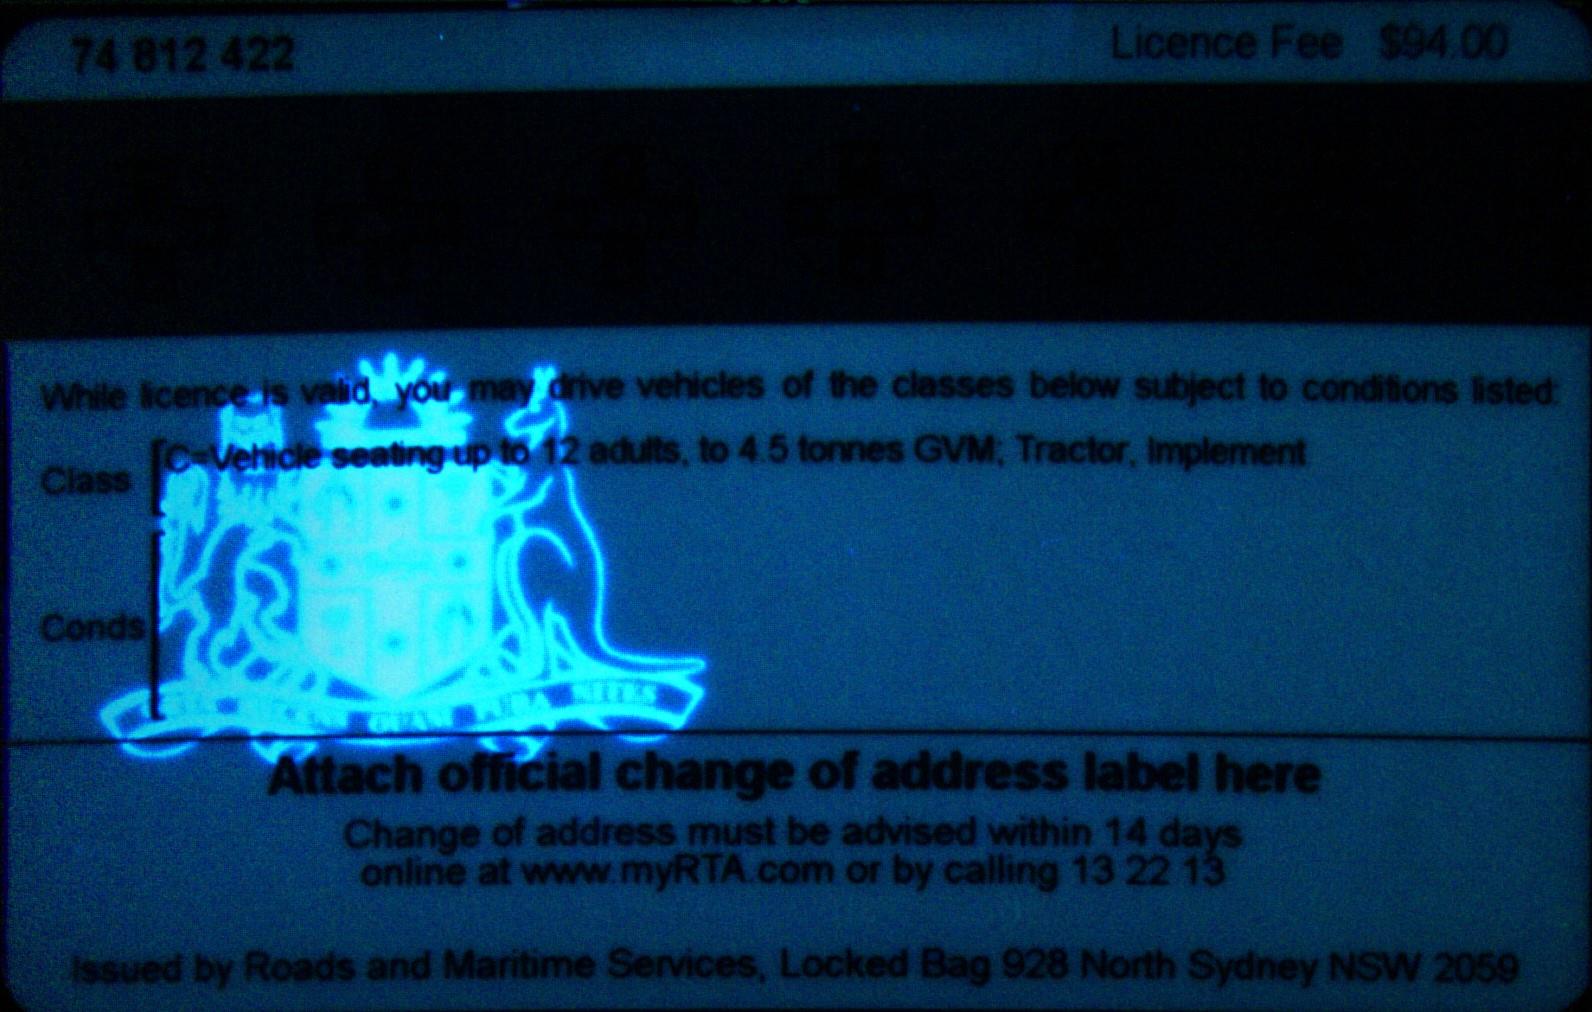 74 812 422
Licence Fee $94.00
While licence is valid, you may drive vehicles of the classes below subject to conditions listed:
Class [C=Vehicle seating up to 12 adults, to 4.5 tonnes GVM; Tractor, Implement
Conds
QUAM PURA NITES
Attach official change of address label here
Change of address must be advised within 14 days
online at www.myRTA.com or by calling 13 22 13
Issued by Roads and Maritime Services, Locked Bag 928 North Sydney NSW 2059